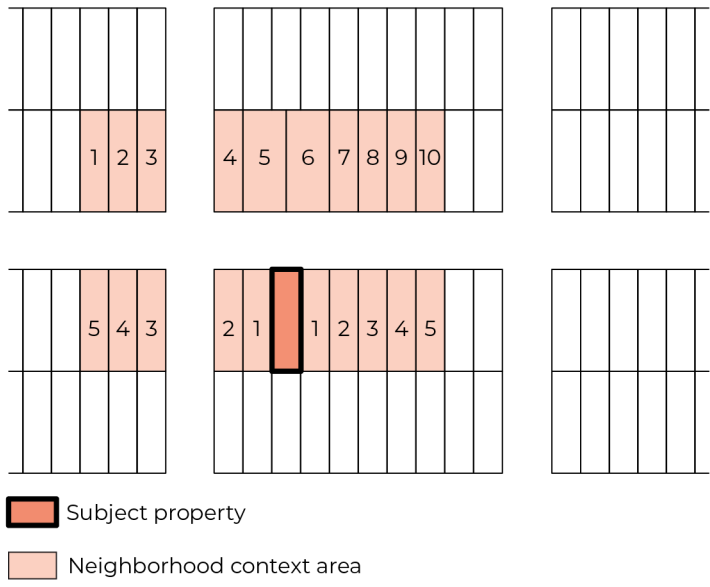 1 2 3 4 5 6 7 8 9 10
5 4 3 2 1 1 2 3 4 5
Subject property
Neighborhood context area